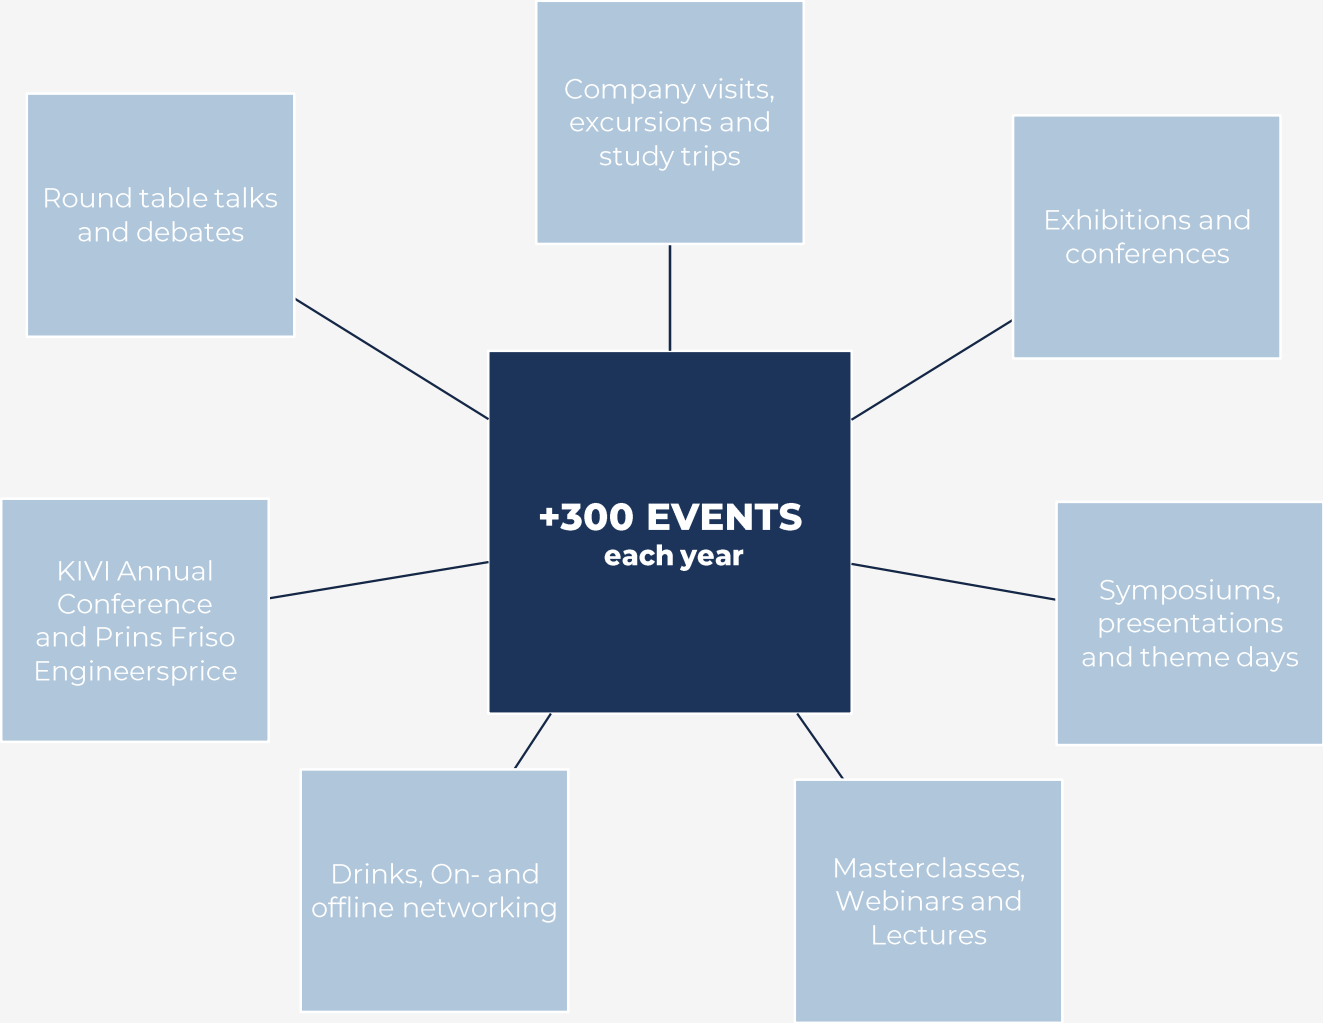 Company visits,
excursions and
study trips
Round table talks
and debates
Exhibitions and
conferences
+300 EVENTS
each year
KIVI Annual
Conference
and Prins Friso
Engineersprice
Symposiums,
presentations
and theme days
Drinks, On- and
offline networking
Masterclasses,
Webinars and
Lectures